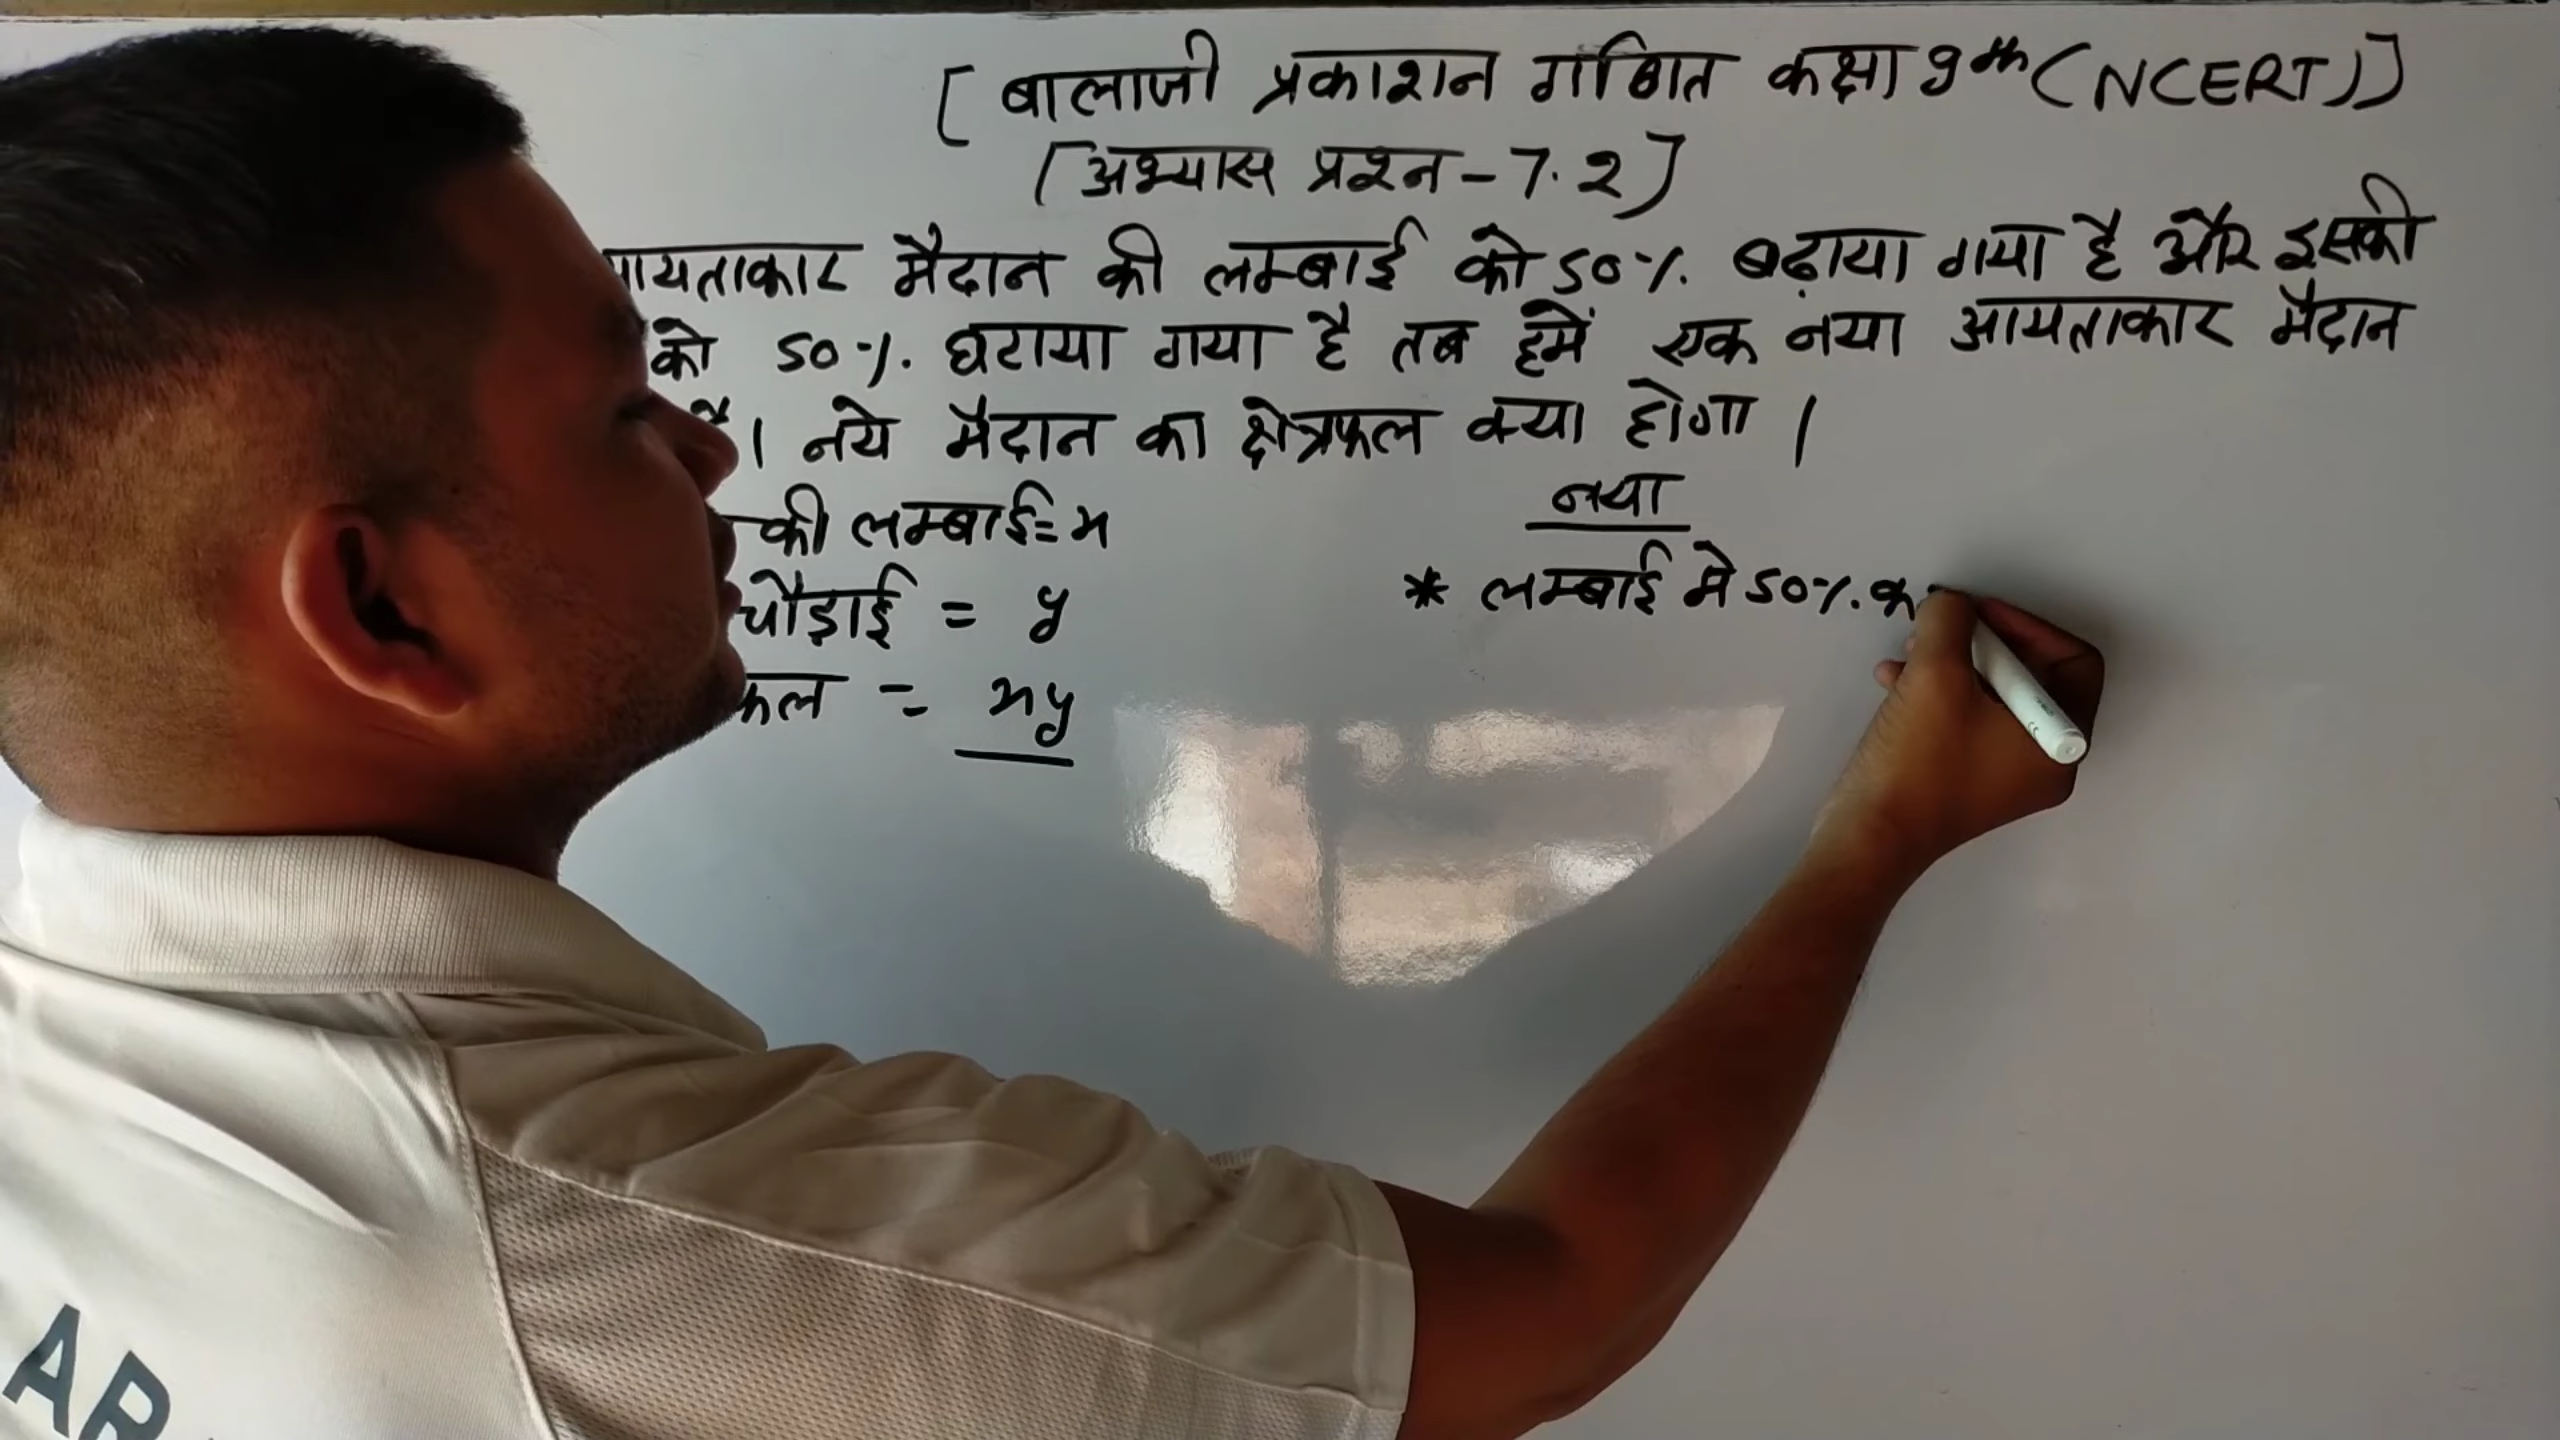 [ बालाजी प्रकाशन गणित कक्षा 9th (NCERT) ]
[ अभ्यास प्रश्न - 7.2 ]
आयताकार मैदान की लम्बाई को 50%. बढ़ाया गया है और इसकी
को 50%. घटाया गया है तब हमें एक नया आयताकार मैदान
है। नये मैदान का क्षेत्रफल क्या होगा।
की लम्बाई = x
चौड़ाई = y
फल = xy
नया
* लम्बाई मे 50%. क
AR